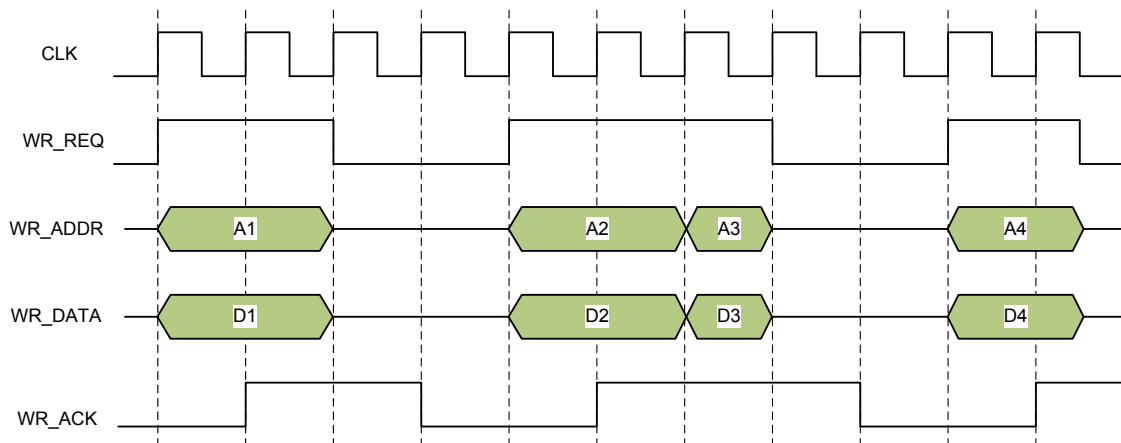 CLK
WR_REQ
WR_ADDR A1 A2 A3 A4
WR_DATA D1 D2 D3 D4
WR_ACK